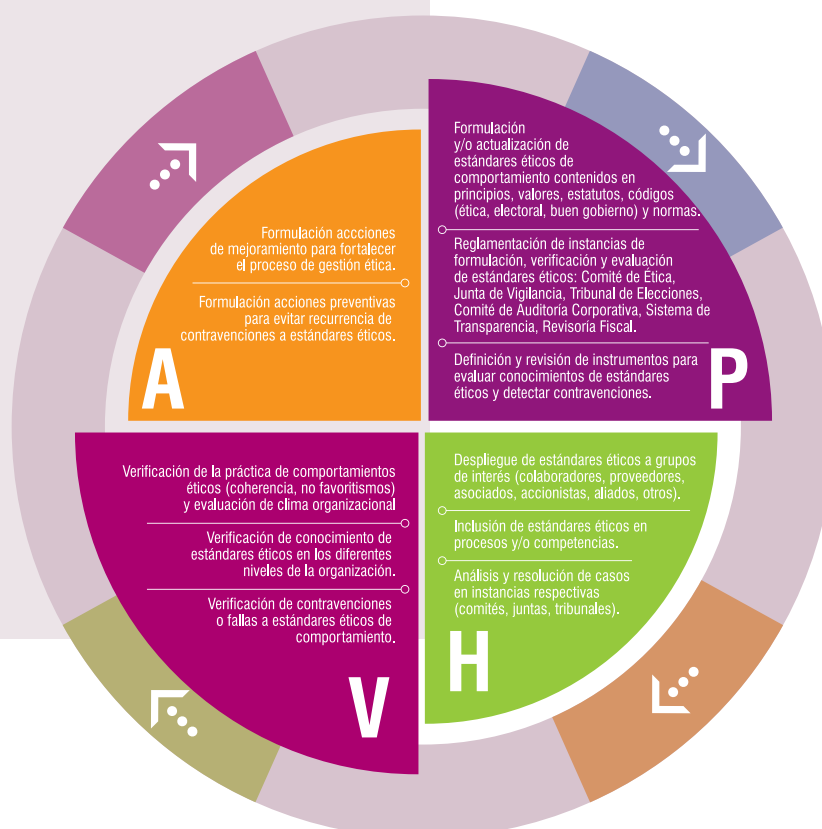 Formulación
y/o actualización de
estándares éticos de
comportamiento contenidos en
principios, valores, estatutos, códigos
(ética, electoral, buen gobierno) y normas.
Reglamentación de instancias de
formulación, verificación y evaluación
de estándares éticos: Comité de Ética,
Junta de Vigilancia, Tribunal de Elecciones,
Comité de Auditoría Corporativa, Sistema de
Transparencia, Revisoría Fiscal.
Definición y revisión de instrumentos para
evaluar conocimientos de estándares
éticos y detectar contravenciones.
P
Despliegue de estándares éticos a grupos
de interés (colaboradores, proveedores,
asociados, accionistas, aliados, otros).
Inclusión de estándares éticos en
procesos y/o competencias.
Análisis y resolución de casos
en instancias respectivas
(comités, juntas, tribunales).
H
Verificación de la práctica de comportamientos
éticos (coherencia, no favoritismos)
y evaluación de clima organizacional
Verificación de conocimiento de
estándares éticos en los diferentes
niveles de la organización.
Verificación de contravenciones
o fallas a estándares éticos de
comportamiento.
V
Formulación accciones
de mejoramiento para fortalecer
el proceso de gestión ética.
Formulación acciones preventivas
para evitar recurrencia de
contravenciones a estándares éticos.
A